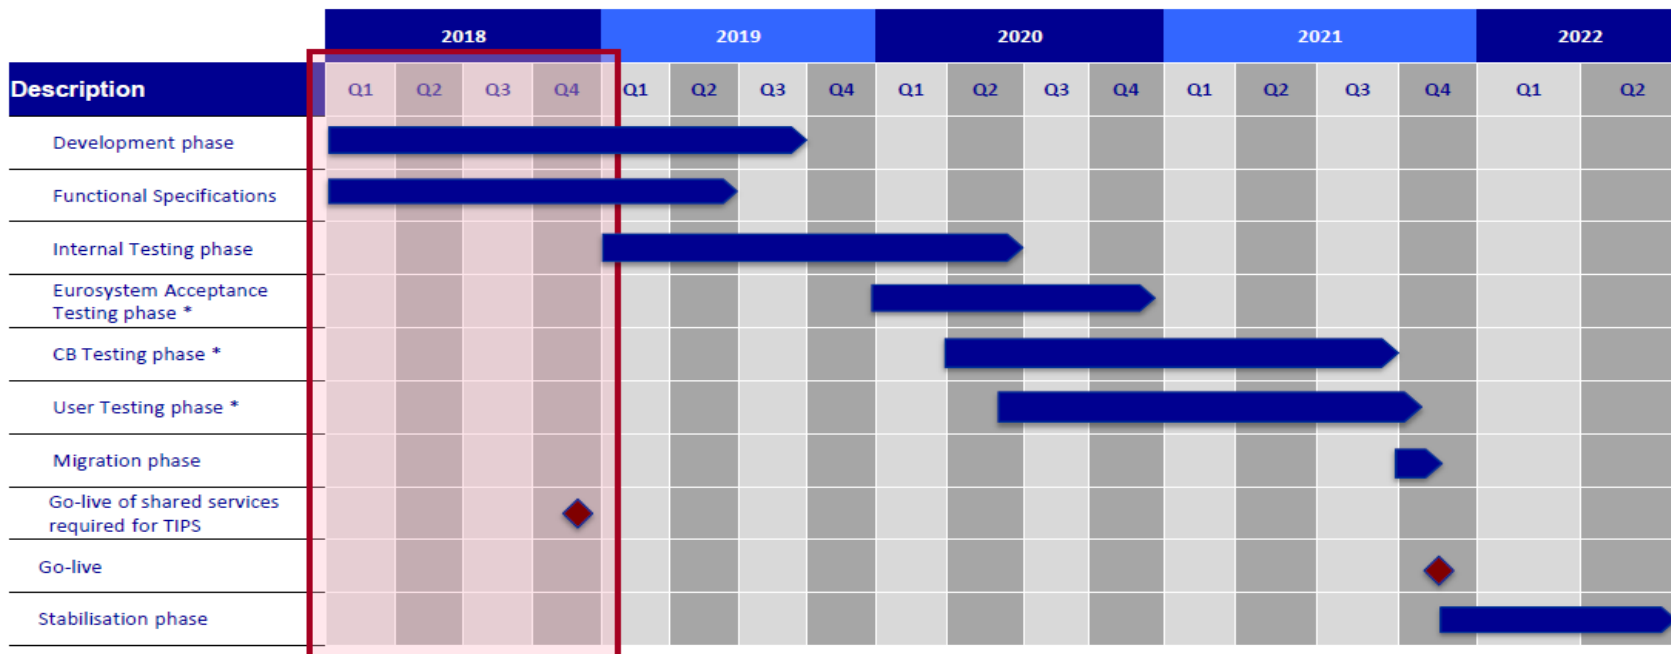 2018 2019 2020 2021 2022
Description Q1 Q2 Q3 Q4 Q1 Q2 Q3 Q4 Q1 Q2 Q3 Q4 Q1 Q2 Q3 Q4 Q1 Q2
Development phase
Functional Specifications
Internal Testing phase
Eurosystem Acceptance
Testing phase *
CB Testing phase *
User Testing phase *
Migration phase
Go-live of shared services
required for TIPS
Go-live
Stabilisation phase